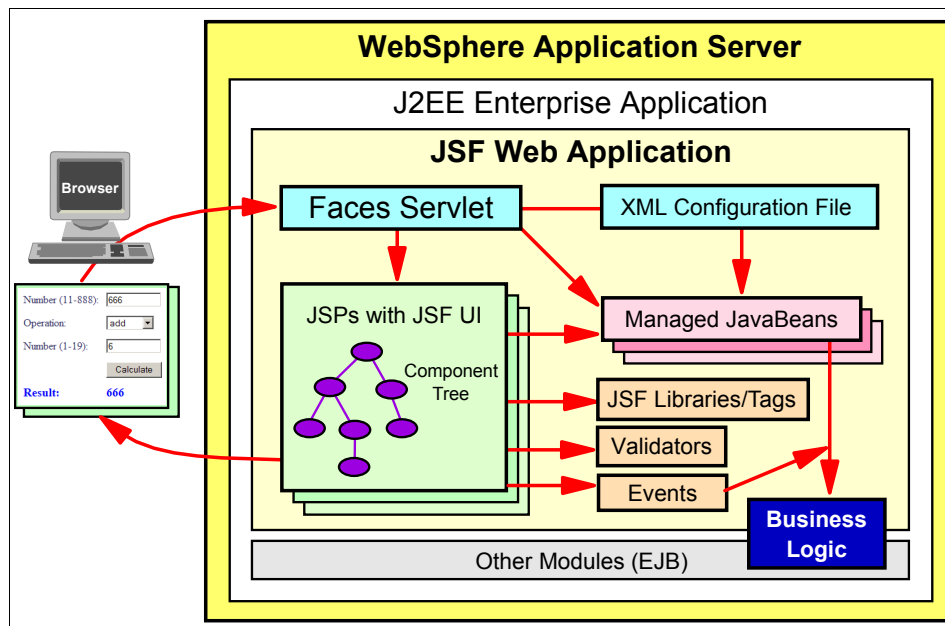 WebSphere Application Server
J2EE Enterprise Application
JSF Web Application
Browser
Faces Servlet
XML Configuration File
Number (11-888): 666
Operation: add
Number (1-19): 6
Calculate
Result: 666
JSPs with JSF UI
Component
Tree
Managed JavaBeans
JSF Libraries/Tags
Validators
Events
Business
Logic
Other Modules (EJB)